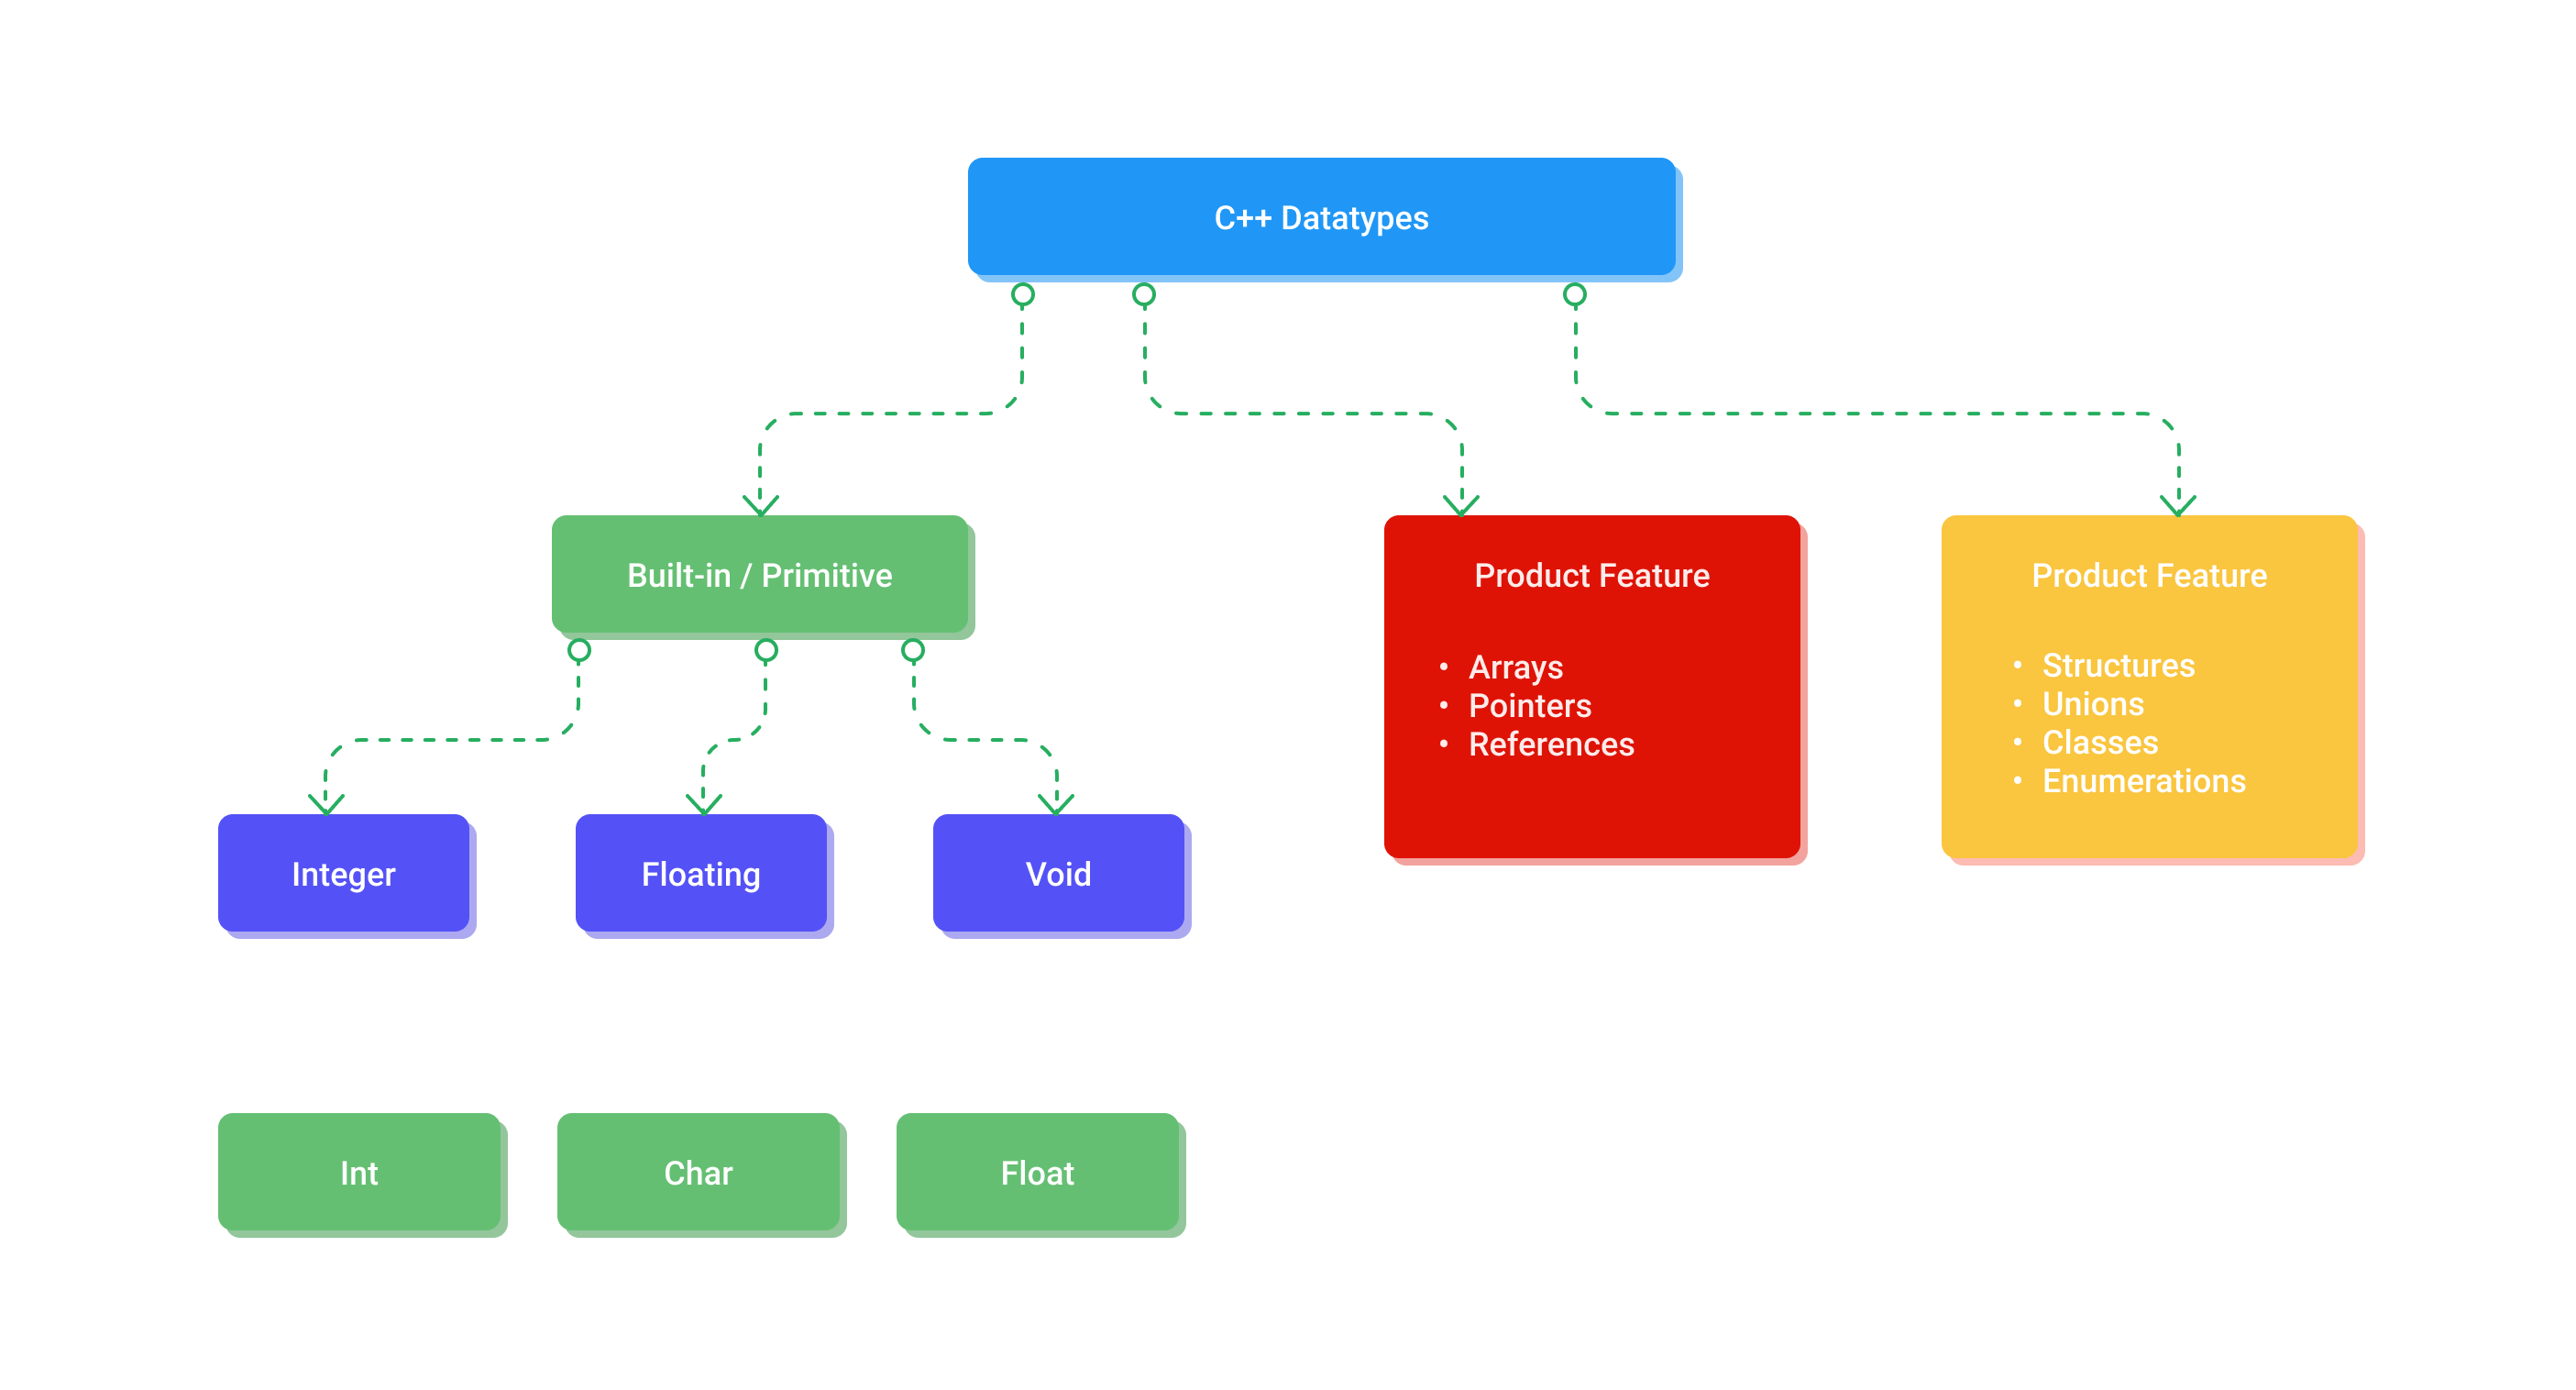 C++ Datatypes
Built-in / Primitive
Product Feature
• Arrays
• Pointers
• References
Product Feature
• Structures
• Unions
• Classes
• Enumerations
Integer
Floating
Void
Int
Char
Float